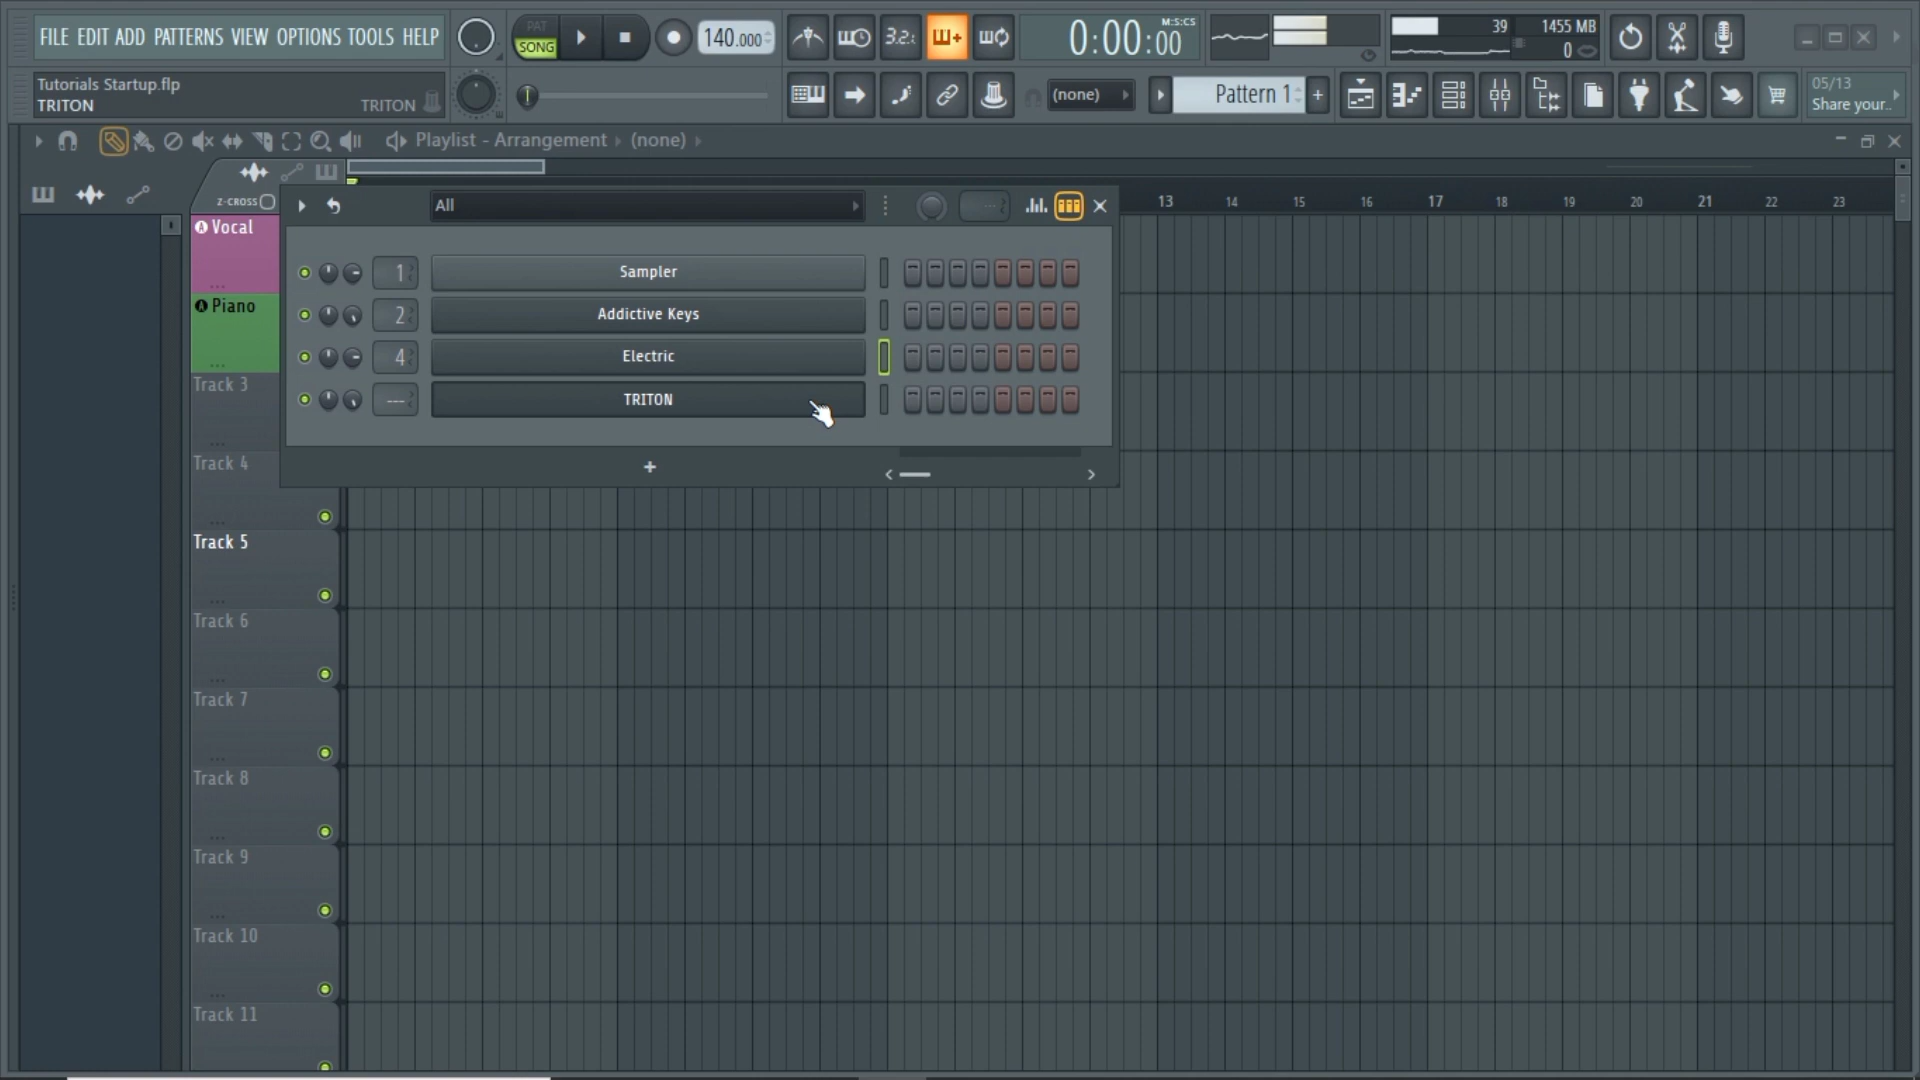 FILE EDIT ADD PATTERNS VIEW OPTIONS TOOLS HELP
PAT
SONG
140.000
3.2.
0:00:00
M:S:CS
39
1455 MB
0
Tutorials Startup.flp
TRITON
TRITON
(none)
Pattern 1
05/13
Share your..
Playlist - Arrangement
(none)
Z-CROSS
All
13 14 15 16 17 18 19 20 21 22 23
Vocal
Piano
Track 3
Track 4
Track 5
Track 6
Track 7
Track 8
Track 9
Track 10
Track 11
1 Sampler
2 Addictive Keys
4 Electric
--- TRITON